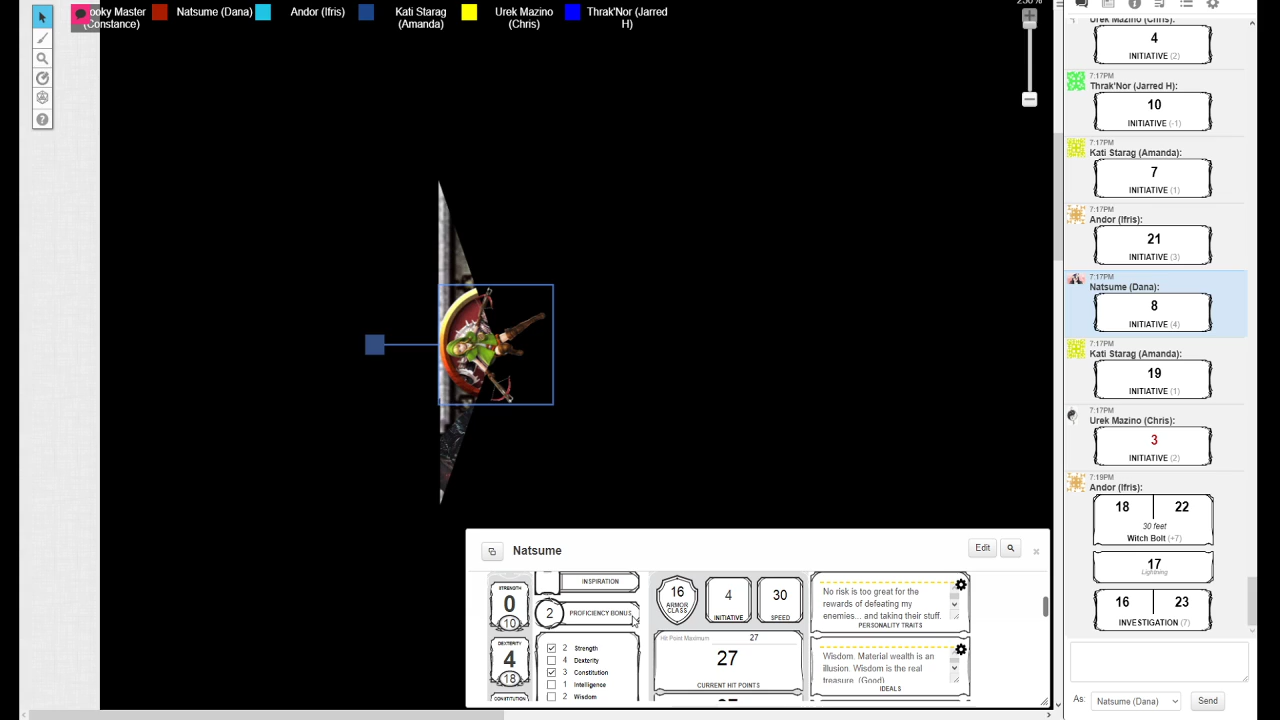 ooky Master
(Constance)
Natsume (Dana)
Andor (Ifris)
Kati Starag
(Amanda)
Urek Mazino
(Chris)
Thrak'Nor (Jarred
H)
Urek Mazino (Chris):
4
INITIATIVE (2)
7:17PM
Thrak'Nor (Jarred H):
10
INITIATIVE (-1)
7:17PM
Kati Starag (Amanda):
7
INITIATIVE (1)
7:17PM
Andor (Ifris):
21
INITIATIVE (3)
7:17PM
Natsume (Dana):
8
INITIATIVE (4)
7:17PM
Kati Starag (Amanda):
19
INITIATIVE (1)
7:17PM
Urek Mazino (Chris):
3
INITIATIVE (2)
7:19PM
Andor (Ifris):
18 22
30 feet
Witch Bolt (+7)
17
Lightning
16 23
INVESTIGATION (7)
As: Natsume (Dana) Send
Natsume
Edit
INSPIRATION
2 PROFICIENCY BONUS
STRENGTH
0
10
DEXTERITY
4
18
CONSTITUTION
2 Strength
4 Dexterity
3 Constitution
1 Intelligence
2 Wisdom
16
ARMOR
CLASS
4
INITIATIVE
30
SPEED
Hit Point Maximum 27
27
CURRENT HIT POINTS
No risk is too great for the
rewards of defeating my
enemies... and taking their stuff.
PERSONALITY TRAITS
Wisdom. Material wealth is an
illusion. Wisdom is the real
treasure. (Good)
IDEALS